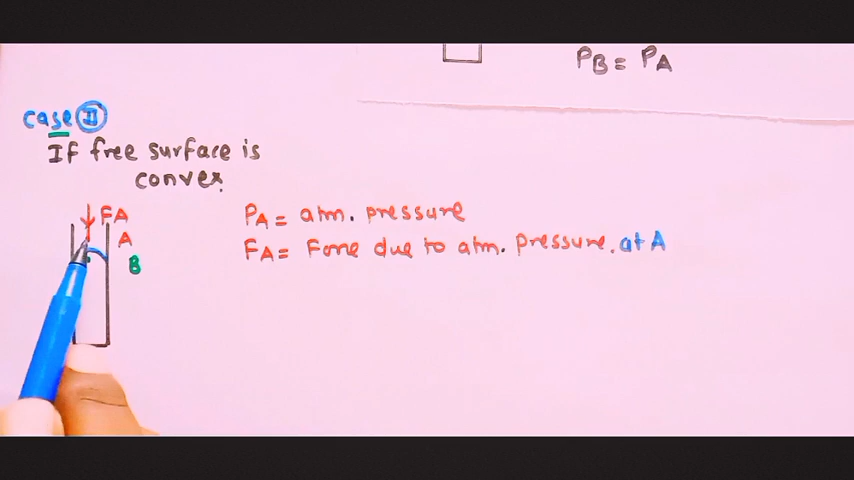 PB = PA
Case II
If free surface is
convex.
FA
PA = atm. pressure
A
FA = Force due to atm. pressure. at A
B